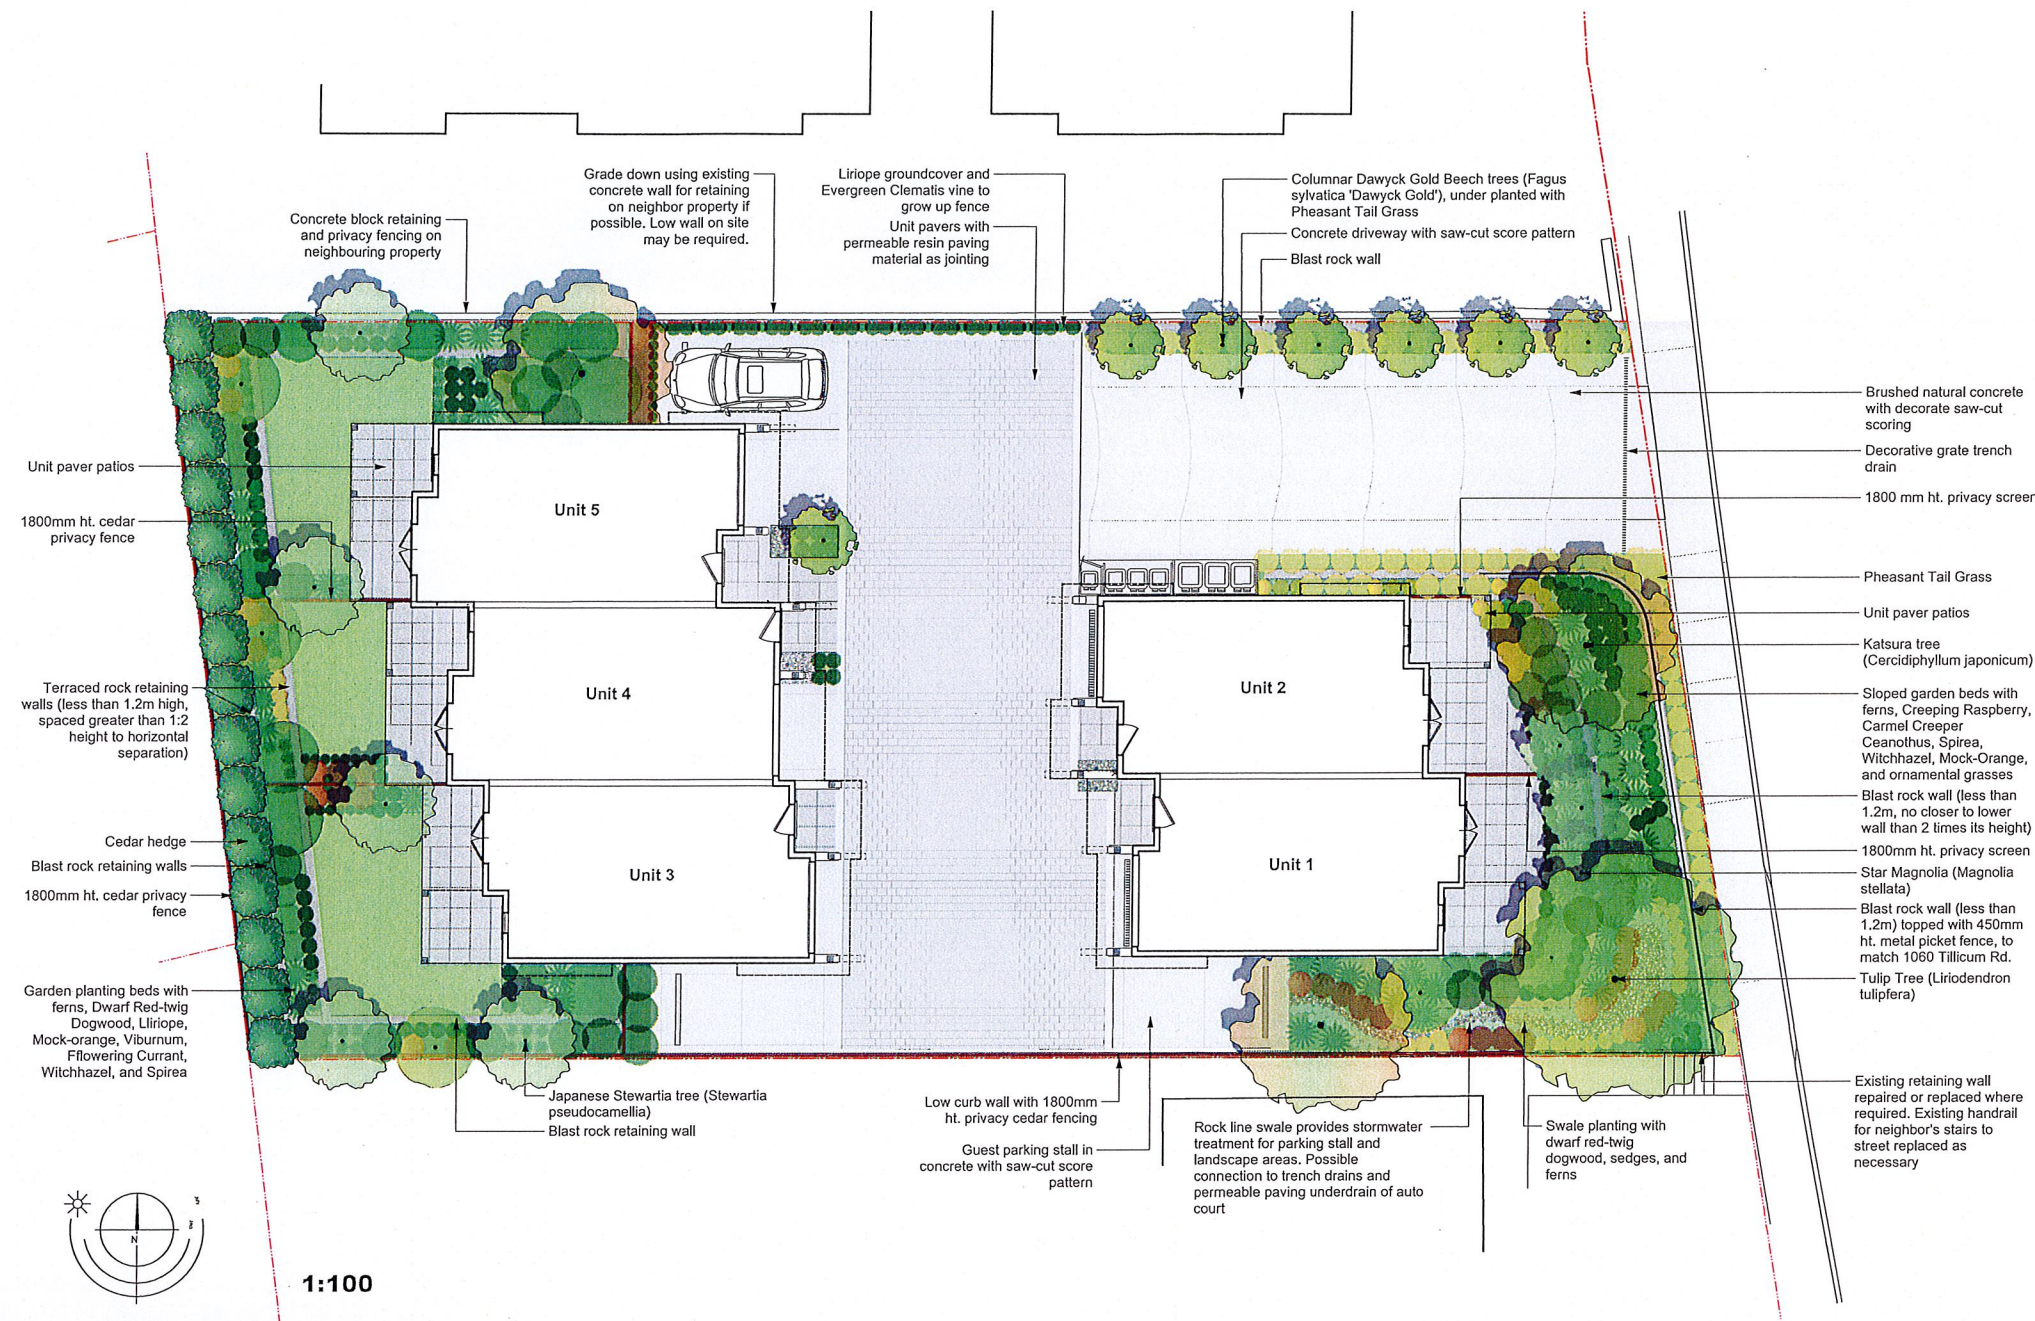 Grade down using existing
concrete wall for retaining
on neighbor property if
possible. Low wall on site
may be required.
Concrete block retaining
and privacy fencing on
neighbouring property
Liriope groundcover and
Evergreen Clematis vine to
grow up fence
Unit pavers with
permeable resin paving
material as jointing
Columnar Dawyck Gold Beech trees (Fagus
sylvatica 'Dawyck Gold'), under planted with
Pheasant Tail Grass
Concrete driveway with saw-cut score pattern
Blast rock wall
Unit paver patios
1800mm ht. cedar
privacy fence
Terraced rock retaining
walls (less than 1.2m high,
spaced greater than 1:2
height to horizontal
separation)
Cedar hedge
Blast rock retaining walls
1800mm ht. cedar privacy
fence
Garden planting beds with
ferns, Dwarf Red-twig
Dogwood, Lliriope,
Mock-orange, Viburnum,
Fflowering Currant,
Witchhazel, and Spirea
Unit 5
Unit 4
Unit 3
Unit 2
Unit 1
Brushed natural concrete
with decorate saw-cut
scoring
Decorative grate trench
drain
1800 mm ht. privacy screen
Pheasant Tail Grass
Unit paver patios
Katsura tree
(Cercidiphyllum japonicum)
Sloped garden beds with
ferns, Creeping Raspberry,
Carmel Creeper
Ceanothus, Spirea,
Witchhazel, Mock-Orange,
and ornamental grasses
Blast rock wall (less than
1.2m, no closer to lower
wall than 2 times its height)
1800mm ht. privacy screen
Star Magnolia (Magnolia
stellata)
Blast rock wall (less than
1.2m) topped with 450mm
ht. metal picket fence, to
match 1060 Tillicum Rd.
Tulip Tree (Liriodendron
tulipfera)
Existing retaining wall
repaired or replaced where
required. Existing handrail
for neighbor's stairs to
street replaced as
necessary
Japanese Stewartia tree (Stewartia
pseudocamellia)
Blast rock retaining wall
Low curb wall with 1800mm
ht. privacy cedar fencing
Guest parking stall in
concrete with saw-cut score
pattern
Rock line swale provides stormwater
treatment for parking stall and
landscape areas. Possible
connection to trench drains and
permeable paving underdrain of auto
court
Swale planting with
dwarf red-twig
dogwood, sedges, and
ferns
N
1:100